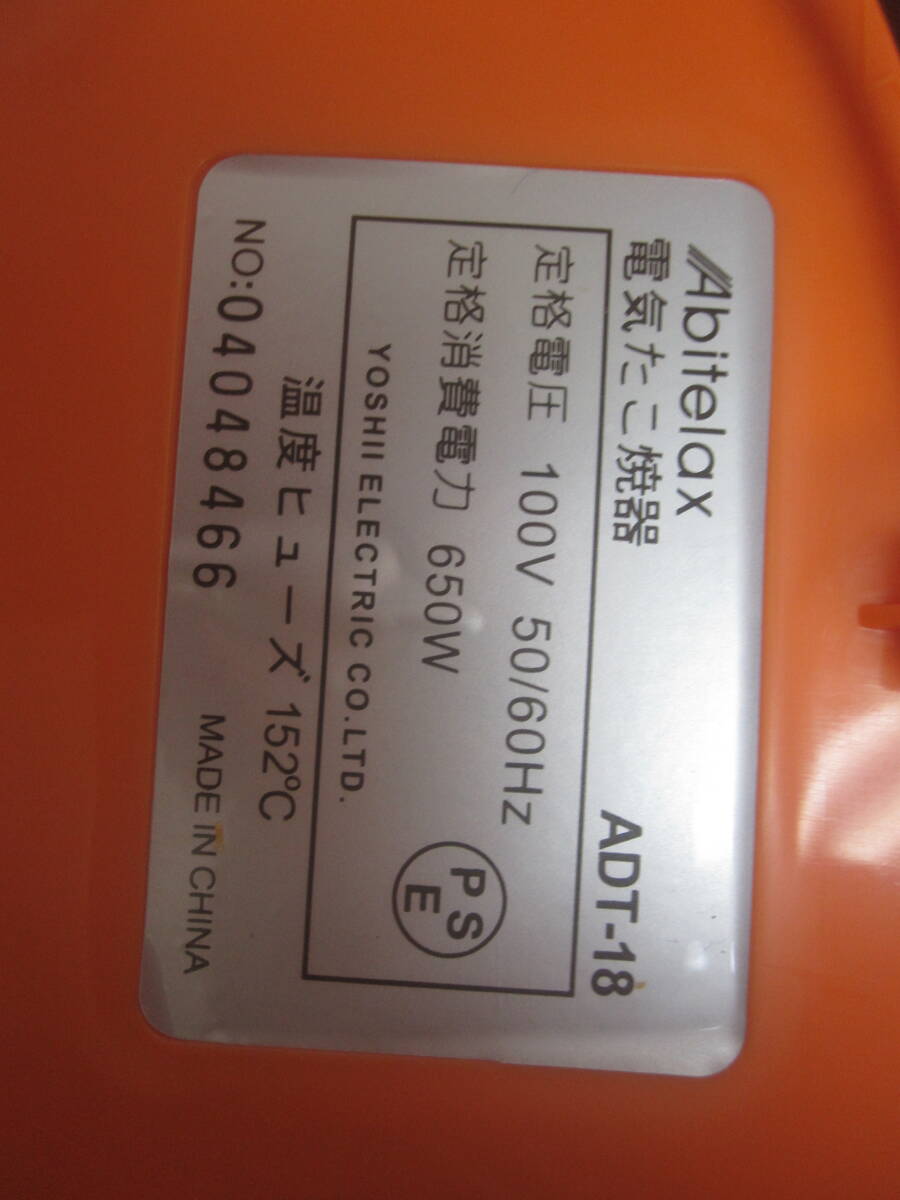 Abitelax
電気たこ焼器 ADT-18
定格電圧 100V 50/60Hz
定格消費電力 650W
PSE
YOSHII ELECTRIC CO.LTD.
温度ヒューズ 152ºC
NO:04048466 MADE IN CHINA